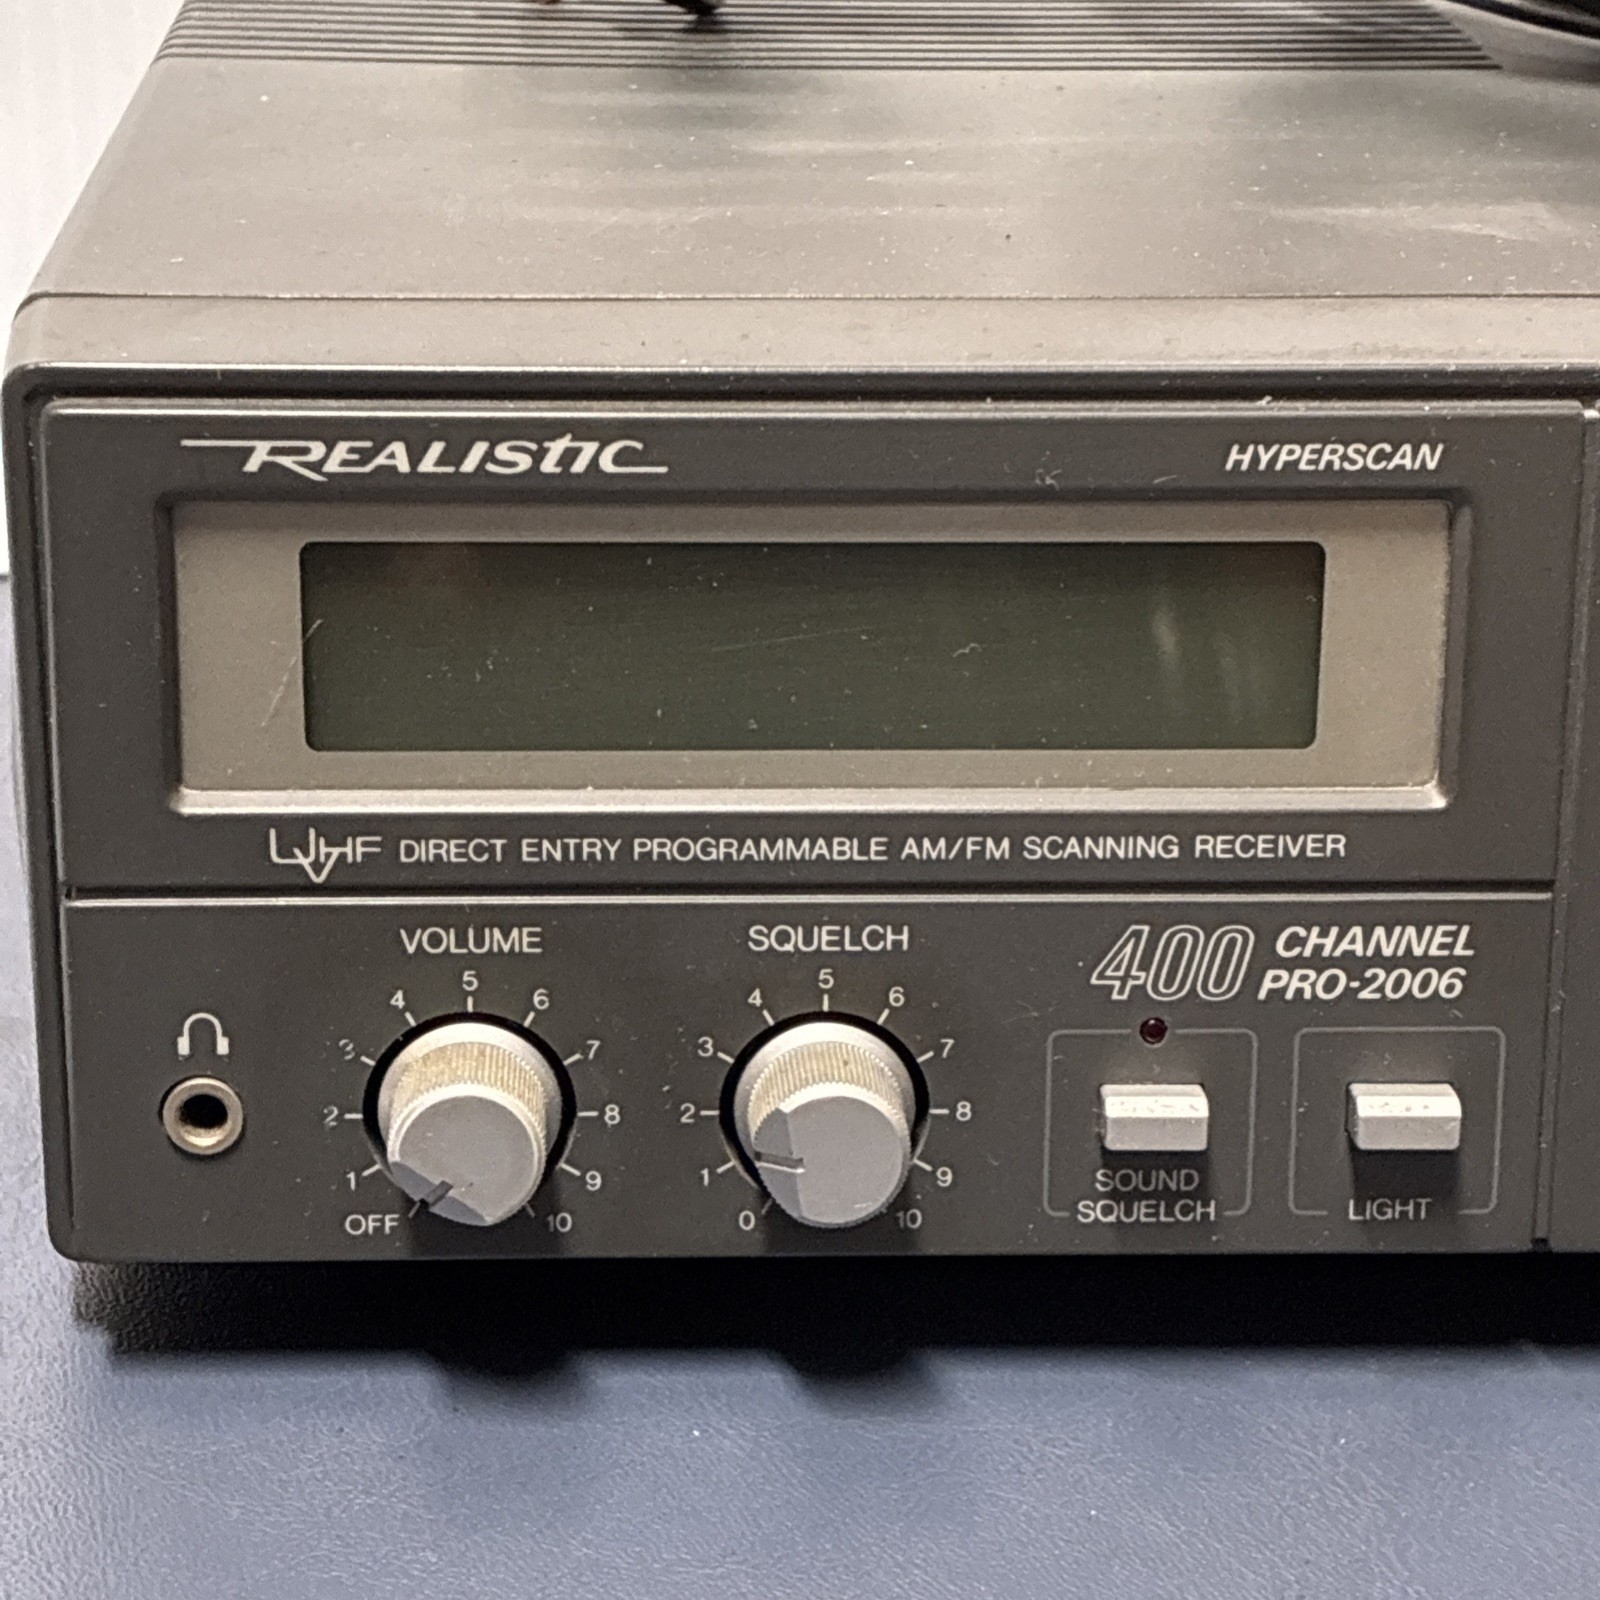 REALISTIC
HYPERSCAN
UVHF DIRECT ENTRY PROGRAMMABLE AM/FM SCANNING RECEIVER
VOLUME
OFF 1 2 3 4 5 6 7 8 9 10
SQUELCH
0 1 2 3 4 5 6 7 8 9 10
400 CHANNEL
PRO-2006
SOUND
SQUELCH
LIGHT